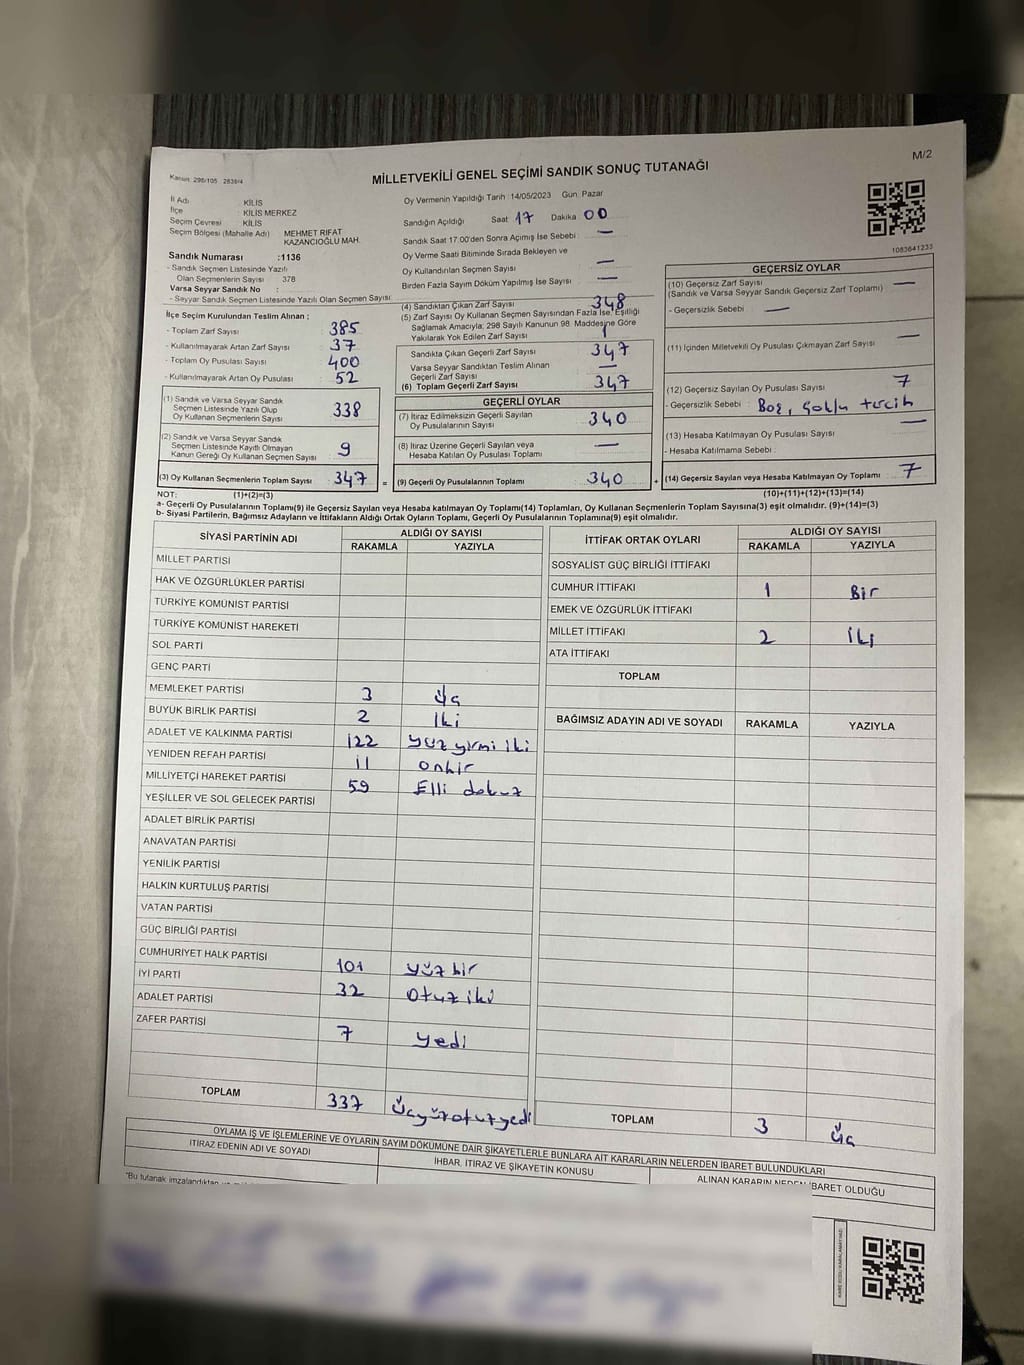 M/2
Kanun: 298/105 2839/4
MİLLETVEKİLİ GENEL SEÇİMİ SANDIK SONUÇ TUTANAĞI
İl Adı KİLİS
İlçe : KİLİS MERKEZ
Seçim Çevresi KİLİS
Seçim Bölgesi (Mahalle Adı) MEHMET RIFAT KAZANCIOĞLU MAH.
Sandık Numarası :1136
- Sandık Seçmen Listesinde Yazılı
Olan Seçmenlerin Sayısı : 378
Varsa Seyyar Sandık No :
- Seyyar Sandık Seçmen Listesinde Yazılı Olan Seçmen Sayısı
İlçe Seçim Kurulundan Teslim Alınan ;
- Toplam Zarf Sayısı 385
- Kullanılmayarak Artan Zarf Sayısı 37
- Toplam Oy Pusulası Sayısı 400
- Kullanılmayarak Artan Oy Pusulası 52
(1) Sandık ve Varsa Seyyar Sandık
Seçmen Listesinde Yazılı Olup
Oy Kullanan Seçmenlerin Sayısı 338
(2) Sandık ve Varsa Seyyar Sandık
Seçmen Listesinde Kayıtlı Olmayan
Kanun Gereği Oy Kullanan Seçmen Sayısı 9
(3) Oy Kullanan Seçmenlerin Toplam Sayısı 347 =
Oy Vermenin Yapıldığı Tarih : 14/05/2023 Gün: Pazar
Sandığın Açıldığı Saat 17 Dakika 00
Sandık Saat 17:00'den Sonra Açımış İse Sebebi : —
Oy Verme Saati Bitiminde Sırada Bekleyen ve
Oy Kullandırılan Seçmen Sayısı —
Birden Fazla Sayım Döküm Yapılmış İse Sayısı : —
(4) Sandıktan Çıkan Zarf Sayısı 348
(5) Zarf Sayısı Oy Kullanan Seçmen Sayısından Fazla İse, Eşitliği
Sağlamak Amacıyla; 298 Sayılı Kanunun 98. Maddesine Göre
Yakılarak Yok Edilen Zarf Sayısı 1
Sandıkta Çıkan Geçerli Zarf Sayısı 347
Varsa Seyyar Sandıktan Teslim Alınan
Geçerli Zarf Sayısı —
(6) Toplam Geçerli Zarf Sayısı 347
GEÇERLİ OYLAR
(7) İtiraz Edilmeksizin Geçerli Sayılan
Oy Pusulalarının Sayısı 340
(8) İtiraz Üzerine Geçerli Sayılan veya
Hesaba Katılan Oy Pusulası Toplamı —
(9) Geçerli Oy Pusulalarının Toplamı 340 +
1083641233
GEÇERSİZ OYLAR
(10) Geçersiz Zarf Sayısı —
(Sandık ve Varsa Seyyar Sandık Geçersiz Zarf Toplamı)
- Geçersizlik Sebebi : —
(11) İçinden Milletvekili Oy Pusulası Çıkmayan Zarf Sayısı —
(12) Geçersiz Sayılan Oy Pusulası Sayısı 7
- Geçersizlik Sebebi : Boş, çoklu tercih
(13) Hesaba Katılmayan Oy Pusulası Sayısı —
- Hesaba Katılmama Sebebi :
(14) Geçersiz Sayılan veya Hesaba Katılmayan Oy Toplamı 7
NOT: (1)+(2)=(3) (10)+(11)+(12)+(13)=(14)
a- Geçerli Oy Pusulalarının Toplamı(9) ile Geçersiz Sayılan veya Hesaba katılmayan Oy Toplamı(14) Toplamları, Oy Kullanan Seçmenlerin Toplam Sayısına(3) eşit olmalıdır. (9)+(14)=(3)
b- Siyasi Partilerin, Bağımsız Adayların ve İttifakların Aldığı Ortak Oyların Toplamı, Geçerli Oy Pusulalarının Toplamına(9) eşit olmalıdır.
SİYASİ PARTİNİN ADI ALDIĞI OY SAYISI
RAKAMLA YAZIYLA
MİLLET PARTİSİ
HAK VE ÖZGÜRLÜKLER PARTİSİ
TÜRKİYE KOMÜNİST PARTİSİ
TÜRKİYE KOMÜNİST HAREKETİ
SOL PARTİ
GENÇ PARTİ
MEMLEKET PARTİSİ 3 üç
BÜYÜK BİRLİK PARTİSİ 2 iki
ADALET VE KALKINMA PARTİSİ 122 yüz yirmi iki
YENİDEN REFAH PARTİSİ 11 onbir
MİLLİYETÇİ HAREKET PARTİSİ 59 Elli dokuz
YEŞİLLER VE SOL GELECEK PARTİSİ
ADALET BİRLİK PARTİSİ
ANAVATAN PARTİSİ
YENİLİK PARTİSİ
HALKIN KURTULUŞ PARTİSİ
VATAN PARTİSİ
GÜÇ BİRLİĞİ PARTİSİ
CUMHURİYET HALK PARTİSİ 101 yüz bir
İYİ PARTİ 32 otuz iki
ADALET PARTİSİ
ZAFER PARTİSİ 7 yedi
TOPLAM 337 Üçyüzotuzyedi
İTTİFAK ORTAK OYLARI ALDIĞI OY SAYISI
RAKAMLA YAZIYLA
SOSYALİST GÜÇ BİRLİĞİ İTTİFAKI
CUMHUR İTTİFAKI 1 Bir
EMEK VE ÖZGÜRLÜK İTTİFAKI
MİLLET İTTİFAKI 2 iki
ATA İTTİFAKI
TOPLAM
BAĞIMSIZ ADAYIN ADI VE SOYADI RAKAMLA YAZIYLA
TOPLAM 3 üç
OYLAMA İŞ VE İŞLEMLERİNE VE OYLARIN SAYIM DÖKÜMÜNE DAİR ŞİKAYETLERLE BUNLARA AİT KARARLARIN NELERDEN İBARET BULUNDUKLARI
İTİRAZ EDENİN ADI VE SOYADI
İHBAR, İTİRAZ VE ŞİKAYETİN KONUSU
ALINAN KARARIN NEDEN İBARET OLDUĞU
"Bu tutanak imzalandıktan
KARE KODU KARALAMAYINIZ!